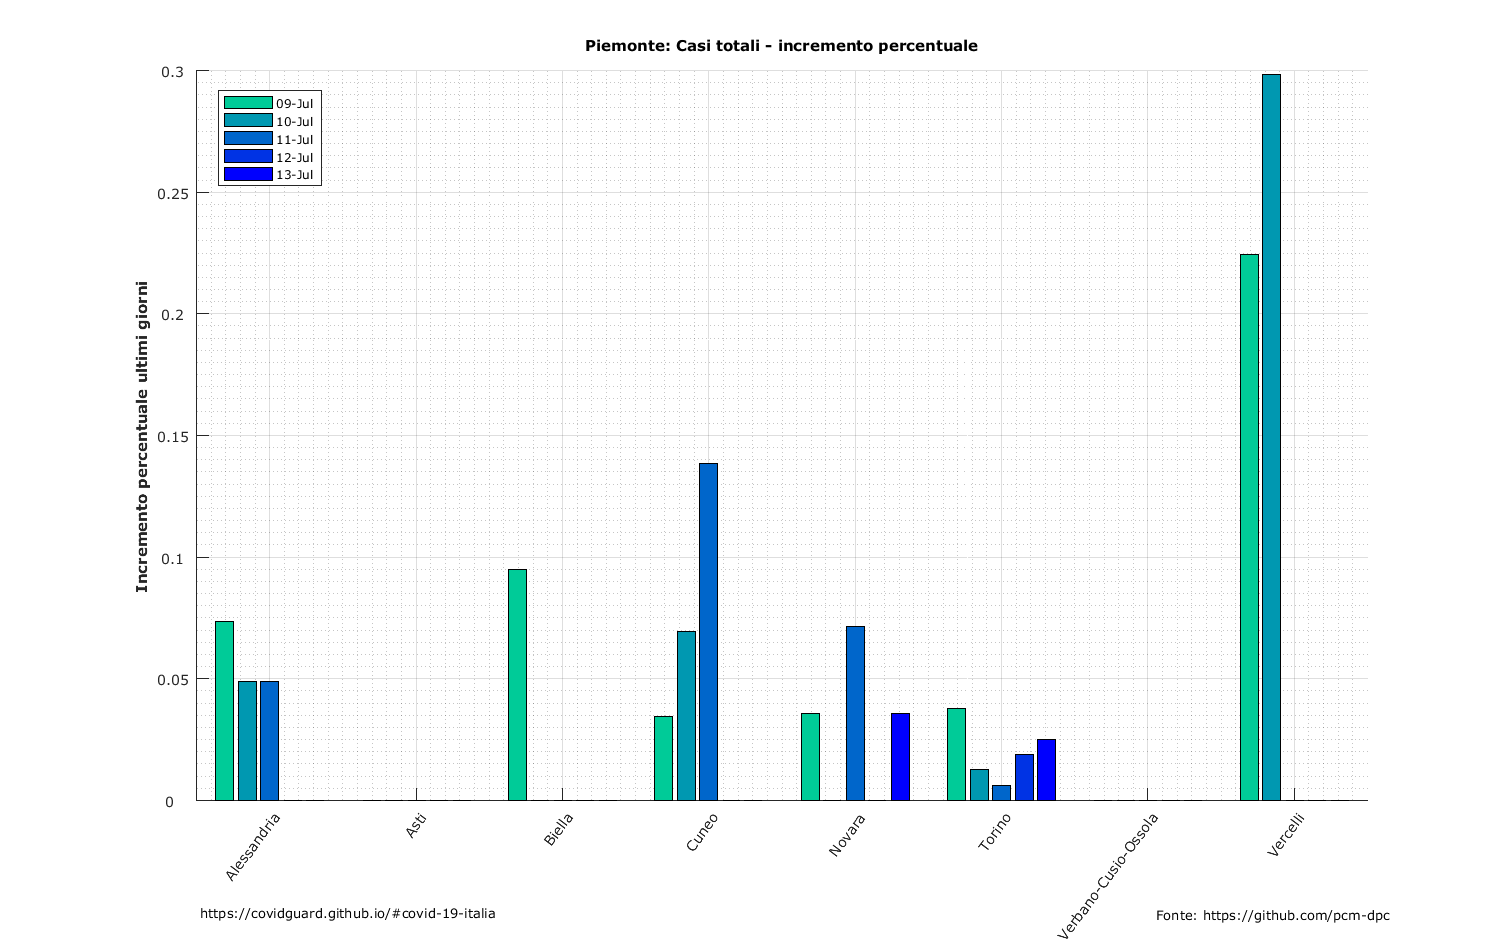 Piemonte: Casi totali - incremento percentuale
Incremento percentuale ultimi giorni
0.3
0.25
0.2
0.15
0.1
0.05
0
09-Jul
10-Jul
11-Jul
12-Jul
13-Jul
Alessandria
Asti
Biella
Cuneo
Novara
Torino
Verbano-Cusio-Ossola
Vercelli
https://covidguard.github.io/#covid-19-italia
Fonte: https://github.com/pcm-dpc